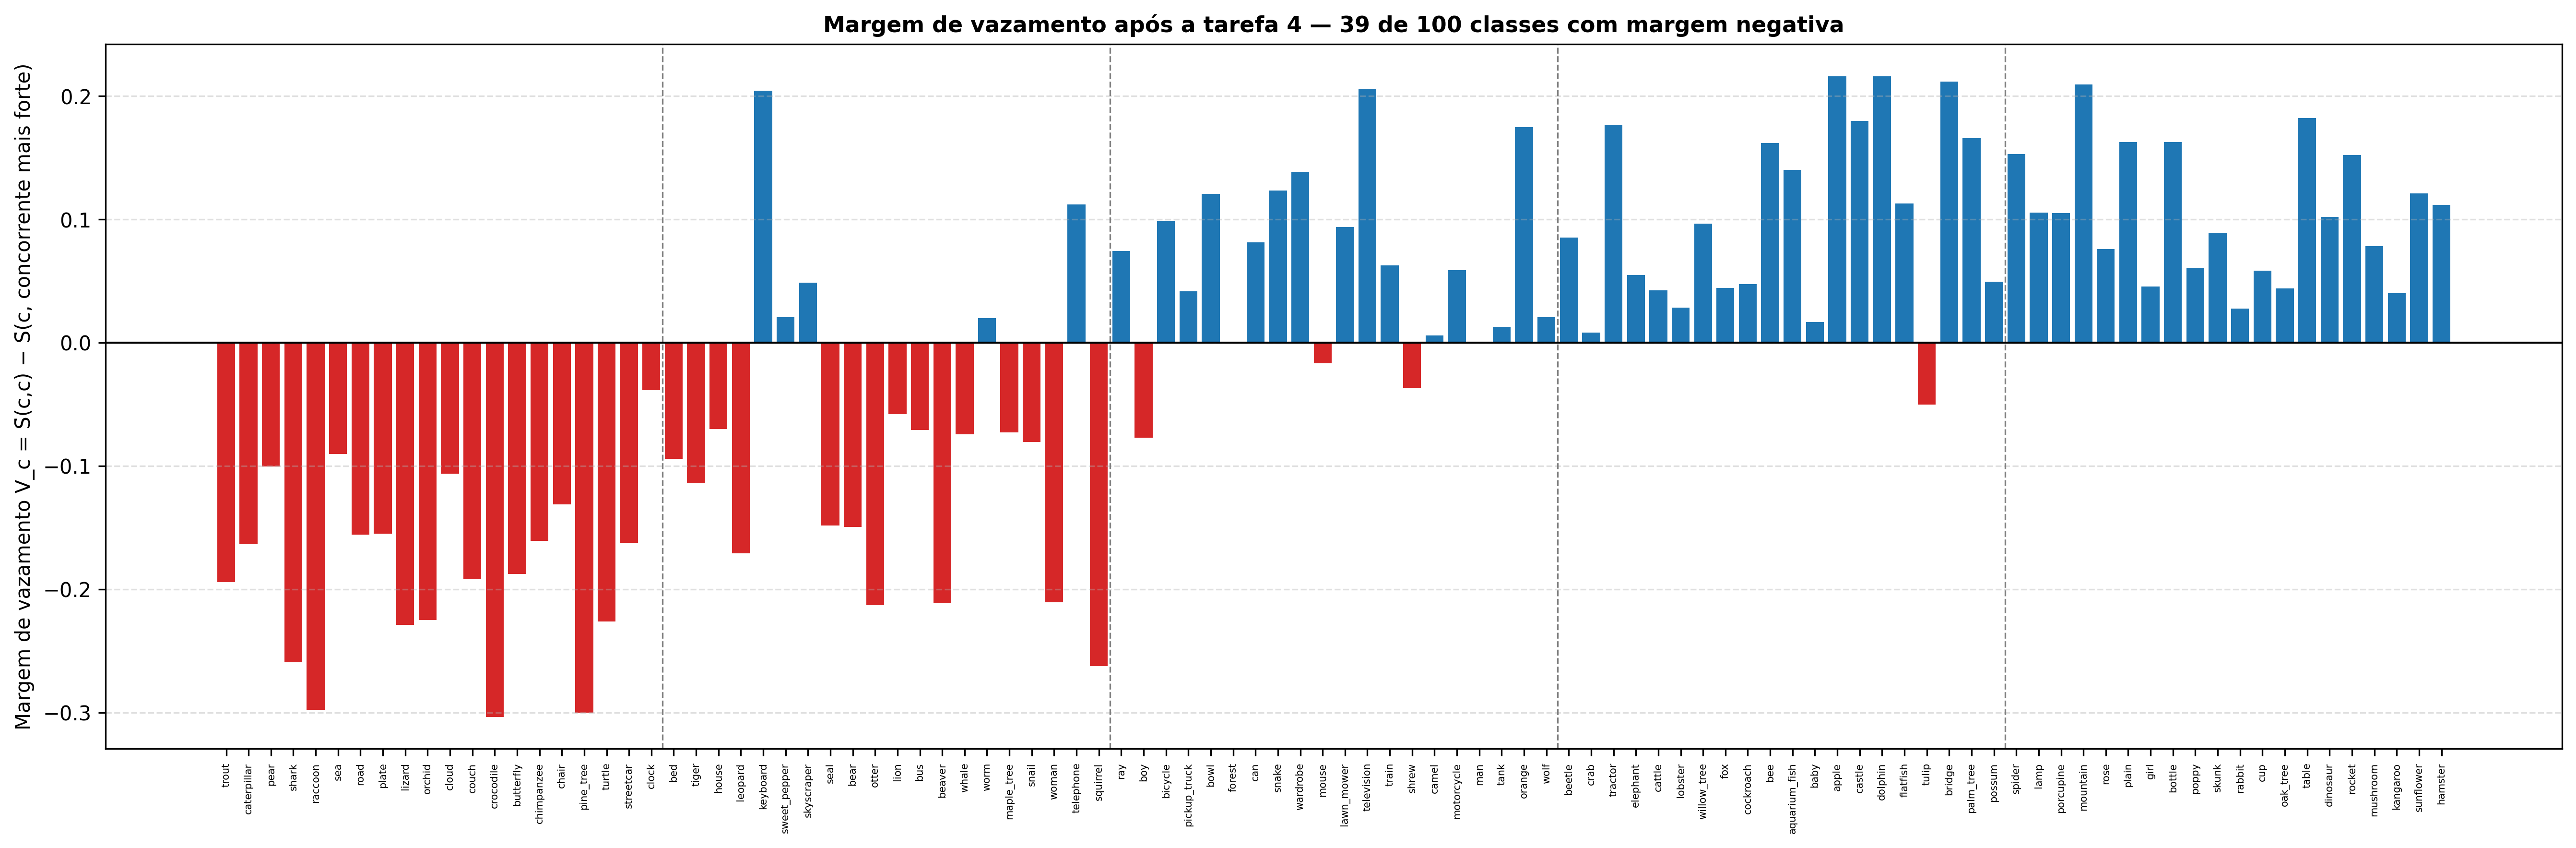 Margem de vazamento após a tarefa 4 — 39 de 100 classes com margem negativa
Margem de vazamento V_c = S(c,c) − S(c, concorrente mais forte)
0.2
0.1
0.0
−0.1
−0.2
−0.3
trout
caterpillar
pear
shark
raccoon
sea
road
plate
lizard
orchid
cloud
couch
crocodile
butterfly
chimpanzee
chair
pine_tree
turtle
streetcar
clock
bed
tiger
house
leopard
keyboard
sweet_pepper
skyscraper
seal
bear
otter
lion
bus
beaver
whale
worm
maple_tree
snail
woman
telephone
squirrel
ray
boy
bicycle
pickup_truck
bowl
forest
can
snake
wardrobe
mouse
lawn_mower
television
train
shrew
camel
motorcycle
man
tank
orange
wolf
beetle
crab
tractor
elephant
cattle
lobster
willow_tree
fox
cockroach
bee
aquarium_fish
baby
apple
castle
dolphin
flatfish
tulip
bridge
palm_tree
possum
spider
lamp
porcupine
mountain
rose
plain
girl
bottle
poppy
skunk
rabbit
cup
oak_tree
table
dinosaur
rocket
mushroom
kangaroo
sunflower
hamster